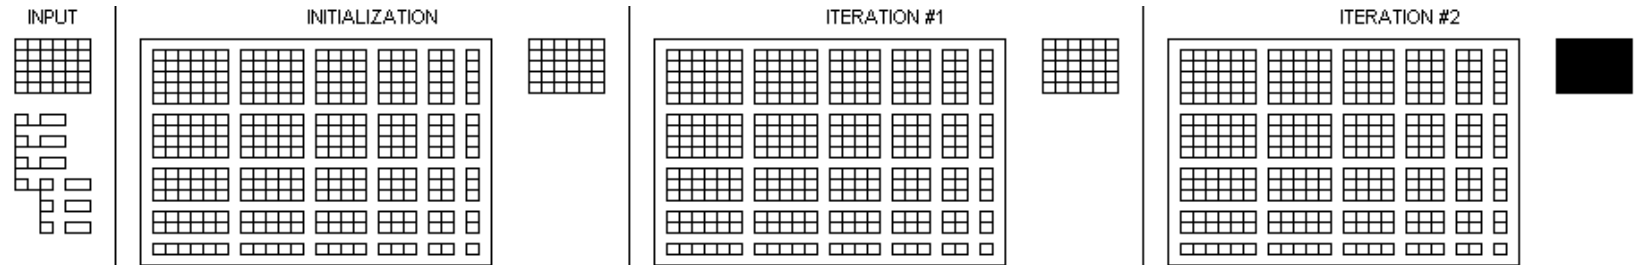 INPUT
INITIALIZATION
ITERATION #1
ITERATION #2